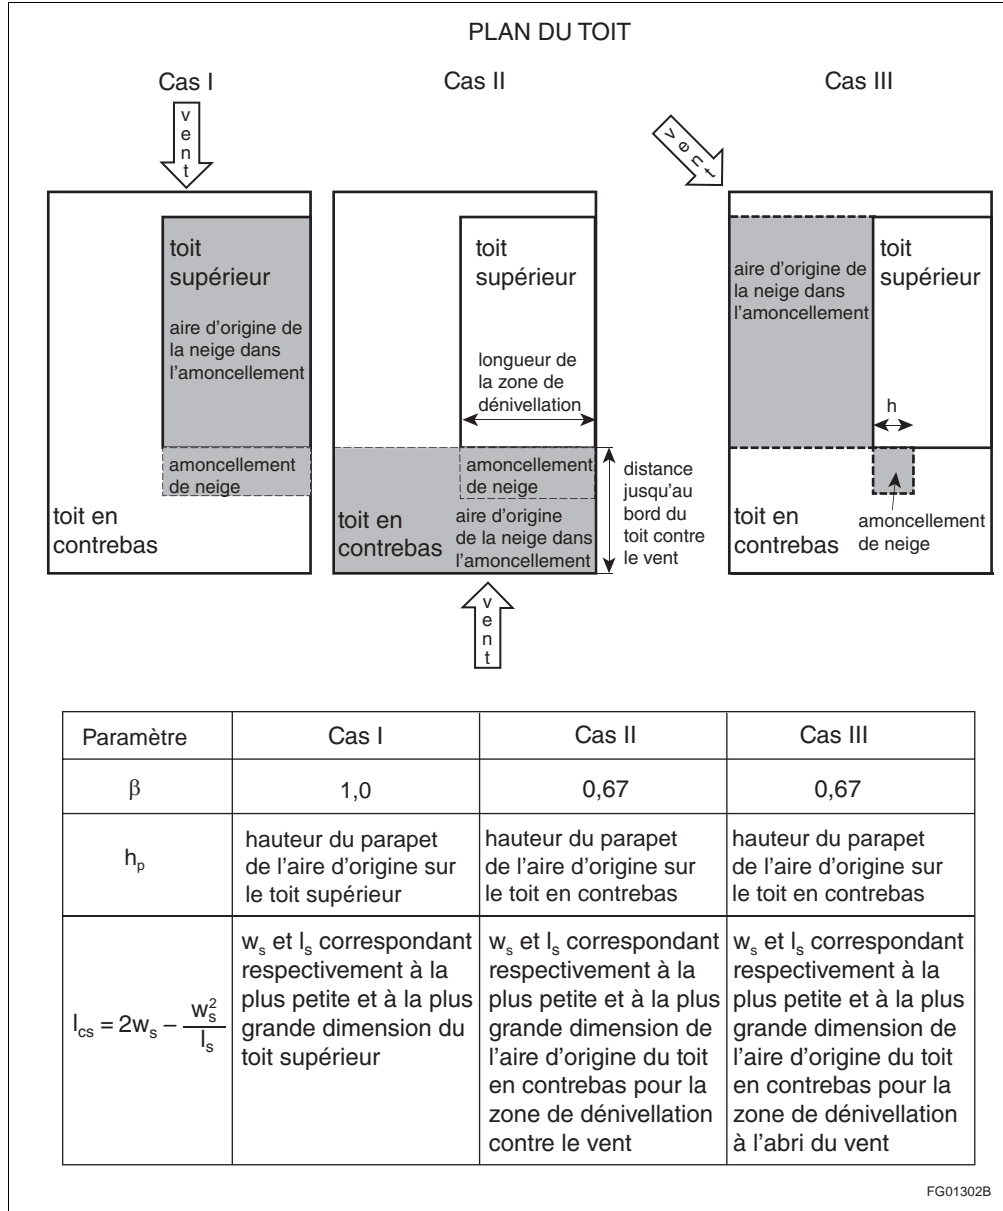 PLAN DU TOIT
Cas I
Cas II
Cas III
vent
vent
toit
supérieur
aire d'origine de
la neige dans
l'amoncellement
amoncellement
de neige
toit en
contrebas
toit
supérieur
longueur de
la zone de
dénivellation
amoncellement
de neige
toit en
contrebas
aire d'origine
de la neige dans
l'amoncellement
distance
jusqu'au
bord du
toit contre
le vent
vent
aire d'origine de
la neige dans
l'amoncellement
toit
supérieur
h
toit en
contrebas
amoncellement
de neige
Paramètre
Cas I
Cas II
Cas III
β
1,0
0,67
0,67
hp
hauteur du parapet
de l'aire d'origine sur
le toit supérieur
hauteur du parapet
de l'aire d'origine sur
le toit en contrebas
hauteur du parapet
de l'aire d'origine sur
le toit en contrebas
lcs = 2ws – ws²/ls
ws et ls correspondant
respectivement à la
plus petite et à la plus
grande dimension du
toit supérieur
ws et ls correspondant
respectivement à la
plus petite et à la plus
grande dimension de
l'aire d'origine du toit
en contrebas pour la
zone de dénivellation
contre le vent
ws et ls correspondant
respectivement à la
plus petite et à la plus
grande dimension de
l'aire d'origine du toit
en contrebas pour la
zone de dénivellation
à l'abri du vent
FG01302B